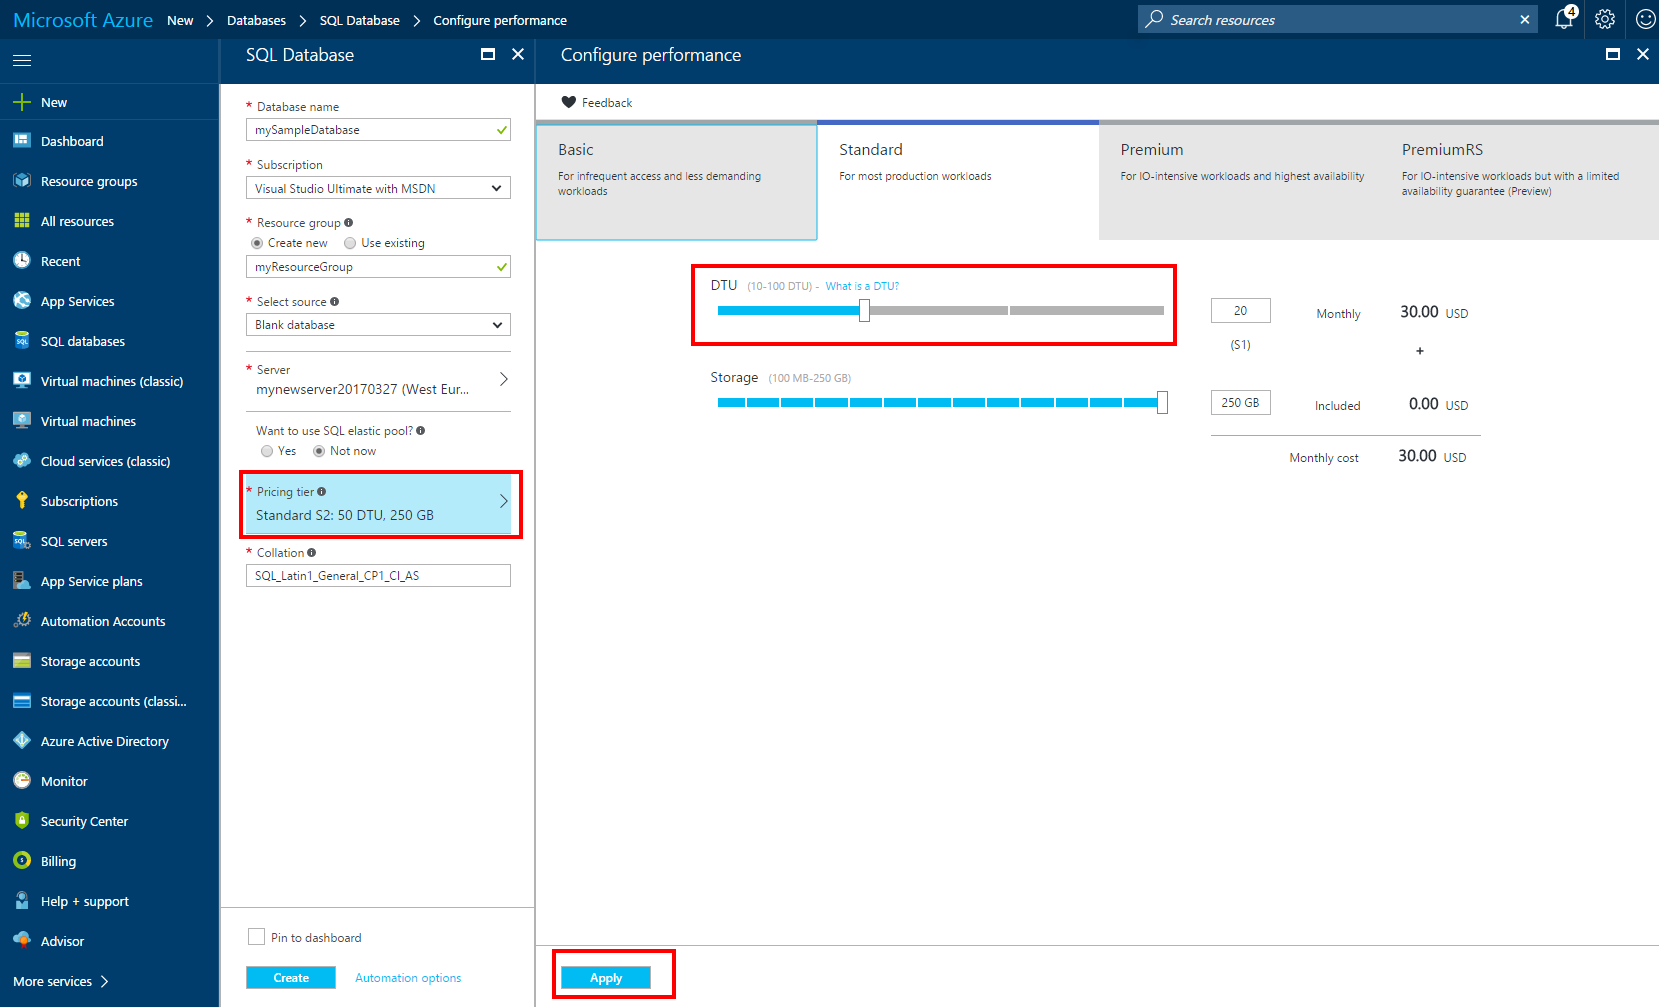 Microsoft Azure New > Databases > SQL Database > Configure performance
Search resources
4
New
Dashboard
Resource groups
All resources
Recent
App Services
SQL databases
Virtual machines (classic)
Virtual machines
Cloud services (classic)
Subscriptions
SQL servers
App Service plans
Automation Accounts
Storage accounts
Storage accounts (classi...
Azure Active Directory
Monitor
Security Center
Billing
Help + support
Advisor
More services >
SQL Database
* Database name
mySampleDatabase
* Subscription
Visual Studio Ultimate with MSDN
* Resource group
Create new Use existing
myResourceGroup
* Select source
Blank database
* Server
mynewserver20170327 (West Eur...
Want to use SQL elastic pool?
Yes Not now
* Pricing tier
Standard S2: 50 DTU, 250 GB
* Collation
SQL_Latin1_General_CP1_CI_AS
Pin to dashboard
Create Automation options
Configure performance
Feedback
Basic
For infrequent access and less demanding
workloads
Standard
For most production workloads
Premium
For IO-intensive workloads and highest availability
PremiumRS
For IO-intensive workloads but with a limited
availability guarantee (Preview)
DTU (10-100 DTU) - What is a DTU?
20 Monthly 30.00 USD
(S1) +
Storage (100 MB-250 GB)
250 GB Included 0.00 USD
Monthly cost 30.00 USD
Apply